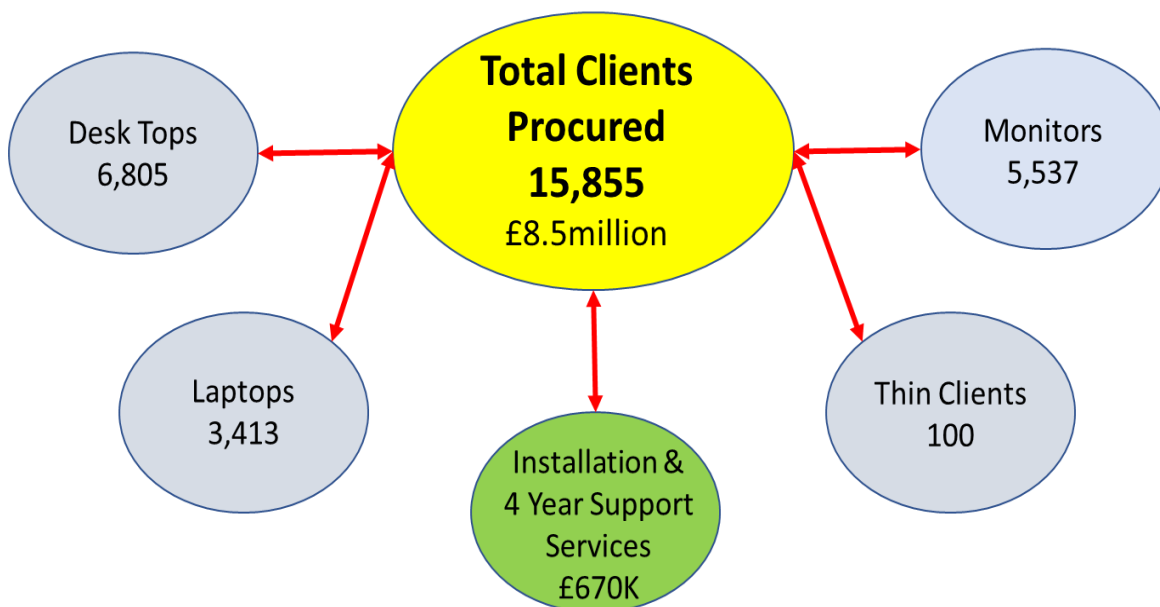 Total Clients
Procured
15,855
£8.5million
Desk Tops
6,805
Monitors
5,537
Laptops
3,413
Thin Clients
100
Installation &
4 Year Support
Services
£670K